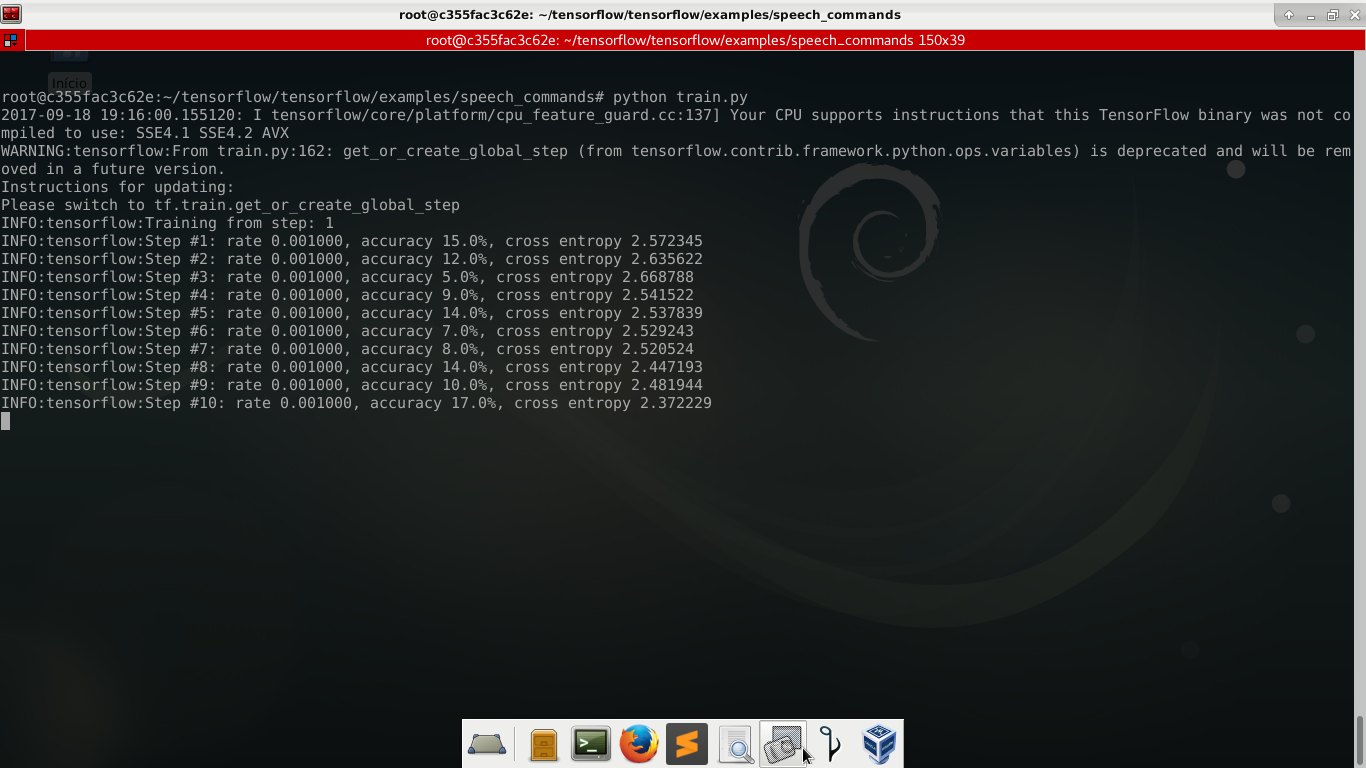 root@c355fac3c62e: ~/tensorflow/tensorflow/examples/speech_commands
root@c355fac3c62e: ~/tensorflow/tensorflow/examples/speech_commands 150x39
Início
root@c355fac3c62e:~/tensorflow/tensorflow/examples/speech_commands# python train.py
2017-09-18 19:16:00.155120: I tensorflow/core/platform/cpu_feature_guard.cc:137] Your CPU supports instructions that this TensorFlow binary was not co
mpiled to use: SSE4.1 SSE4.2 AVX
WARNING:tensorflow:From train.py:162: get_or_create_global_step (from tensorflow.contrib.framework.python.ops.variables) is deprecated and will be rem
oved in a future version.
Instructions for updating:
Please switch to tf.train.get_or_create_global_step
INFO:tensorflow:Training from step: 1
INFO:tensorflow:Step #1: rate 0.001000, accuracy 15.0%, cross entropy 2.572345
INFO:tensorflow:Step #2: rate 0.001000, accuracy 12.0%, cross entropy 2.635622
INFO:tensorflow:Step #3: rate 0.001000, accuracy 5.0%, cross entropy 2.668788
INFO:tensorflow:Step #4: rate 0.001000, accuracy 9.0%, cross entropy 2.541522
INFO:tensorflow:Step #5: rate 0.001000, accuracy 14.0%, cross entropy 2.537839
INFO:tensorflow:Step #6: rate 0.001000, accuracy 7.0%, cross entropy 2.529243
INFO:tensorflow:Step #7: rate 0.001000, accuracy 8.0%, cross entropy 2.520524
INFO:tensorflow:Step #8: rate 0.001000, accuracy 14.0%, cross entropy 2.447193
INFO:tensorflow:Step #9: rate 0.001000, accuracy 10.0%, cross entropy 2.481944
INFO:tensorflow:Step #10: rate 0.001000, accuracy 17.0%, cross entropy 2.372229